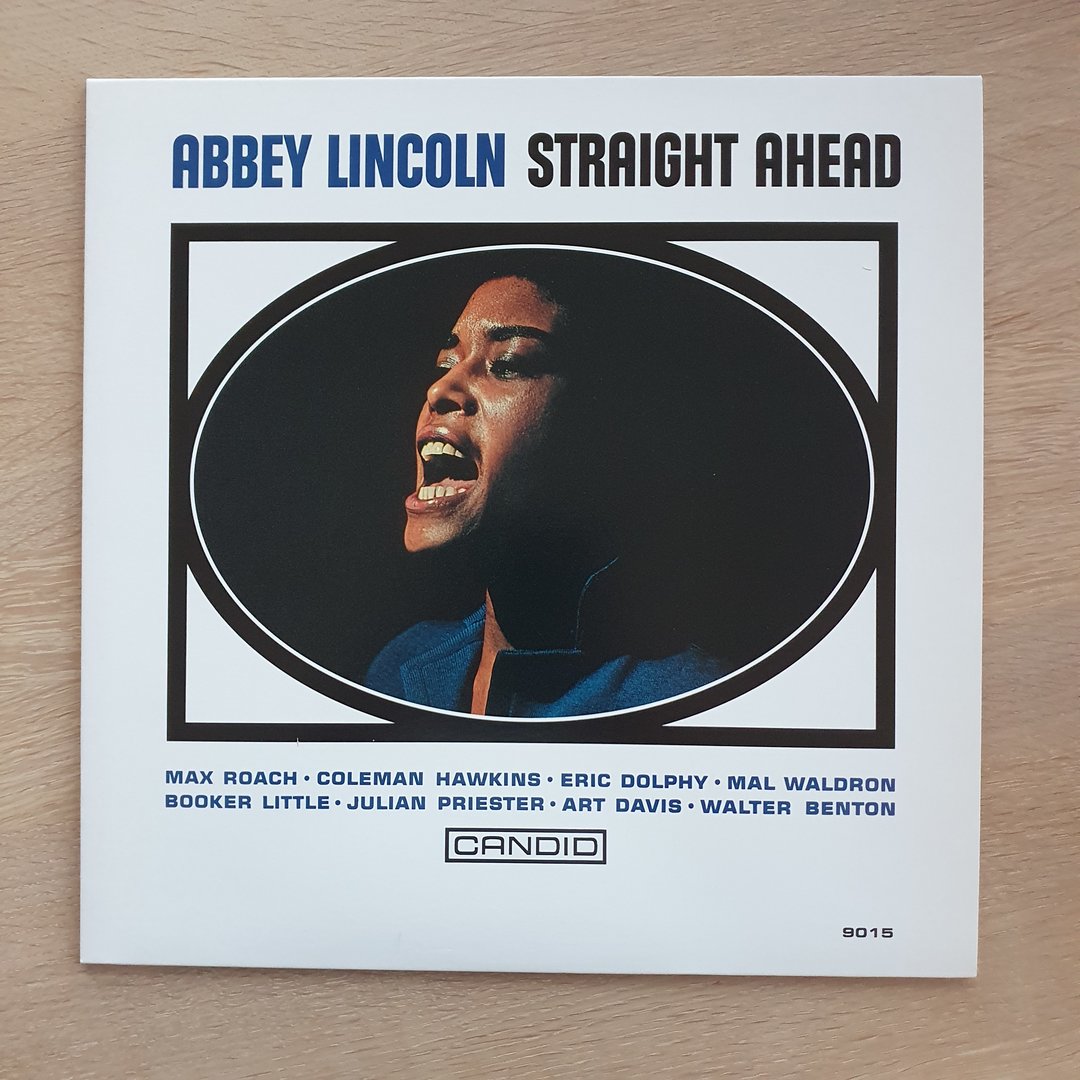 ABBEY LINCOLN STRAIGHT AHEAD
MAX ROACH • COLEMAN HAWKINS • ERIC DOLPHY • MAL WALDRON
BOOKER LITTLE • JULIAN PRIESTER • ART DAVIS • WALTER BENTON
CANDID
9015